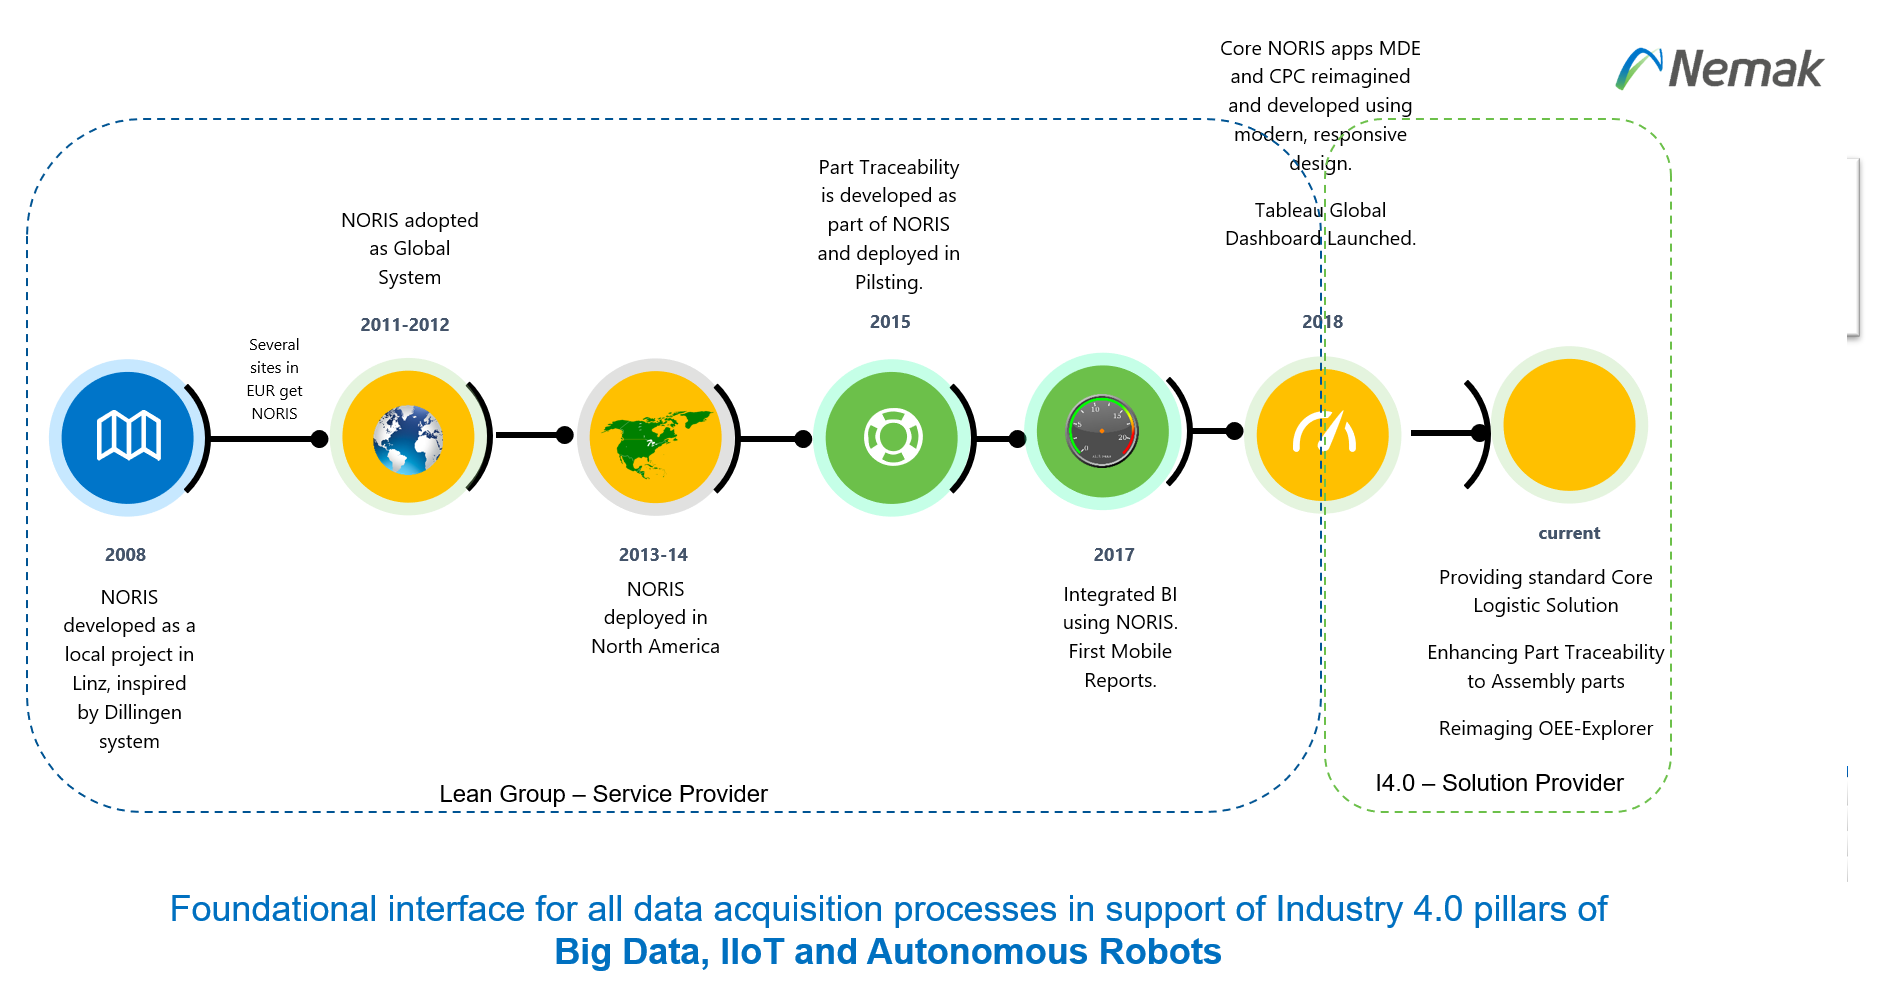 Nemak
2008
NORIS
developed as a
local project in
Linz, inspired
by Dillingen
system
Several
sites in
EUR get
NORIS
NORIS adopted
as Global
System
2011-2012
2013-14
NORIS
deployed in
North America
Part Traceability
is developed as
part of NORIS
and deployed in
Pilsting.
2015
0
5
10
15
20
2017
Integrated BI
using NORIS.
First Mobile
Reports.
Core NORIS apps MDE
and CPC reimagined
and developed using
modern, responsive
design.
Tableau Global
Dashboard Launched.
2018
current
Providing standard Core
Logistic Solution
Enhancing Part Traceability
to Assembly parts
Reimaging OEE-Explorer
Lean Group – Service Provider
I4.0 – Solution Provider
Foundational interface for all data acquisition processes in support of Industry 4.0 pillars of
Big Data, IIoT and Autonomous Robots